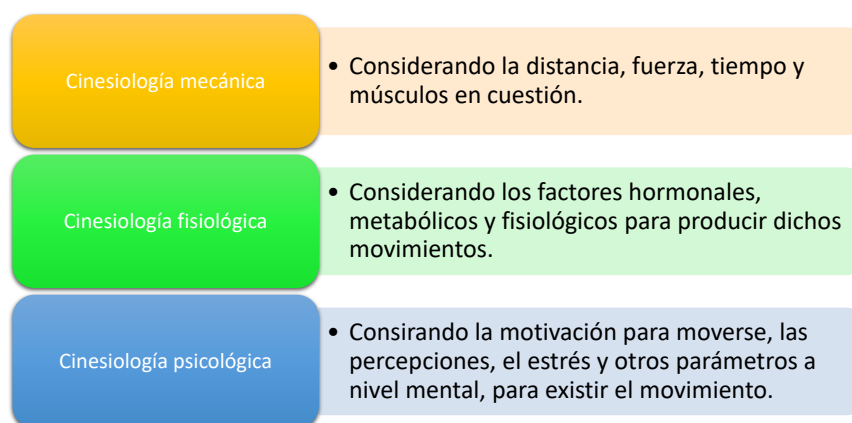 Cinesiología mecánica
• Considerando la distancia, fuerza, tiempo y
músculos en cuestión.
Cinesiología fisiológica
• Considerando los factores hormonales,
metabólicos y fisiológicos para producir dichos
movimientos.
Cinesiología psicológica
• Consirando la motivación para moverse, las
percepciones, el estrés y otros parámetros a
nivel mental, para existir el movimiento.